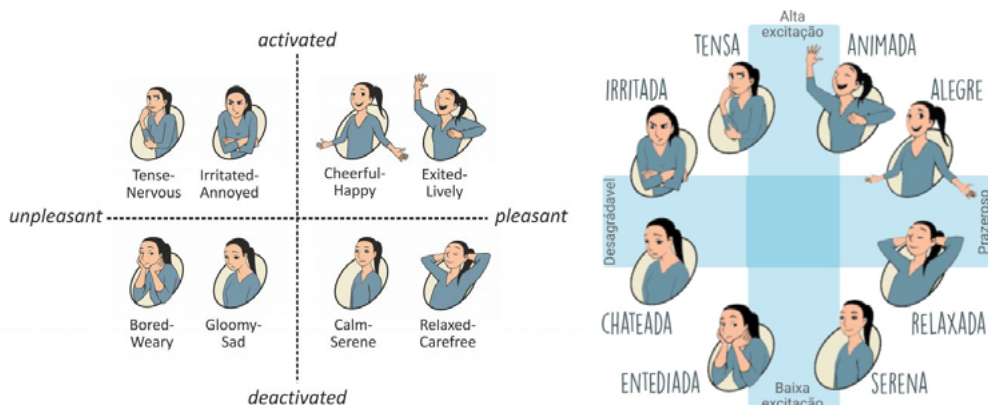 activated
Tense-
Nervous
Irritated-
Annoyed
Cheerful-
Happy
Exited-
Lively
unpleasant
pleasant
Bored-
Weary
Gloomy-
Sad
Calm-
Serene
Relaxed-
Carefree
deactivated
Alta
excitação
TENSA
ANIMADA
IRRITADA
ALEGRE
Desagrádavel
Prazeroso
CHATEADA
RELAXADA
ENTEDIADA
SERENA
Baixa
excitação